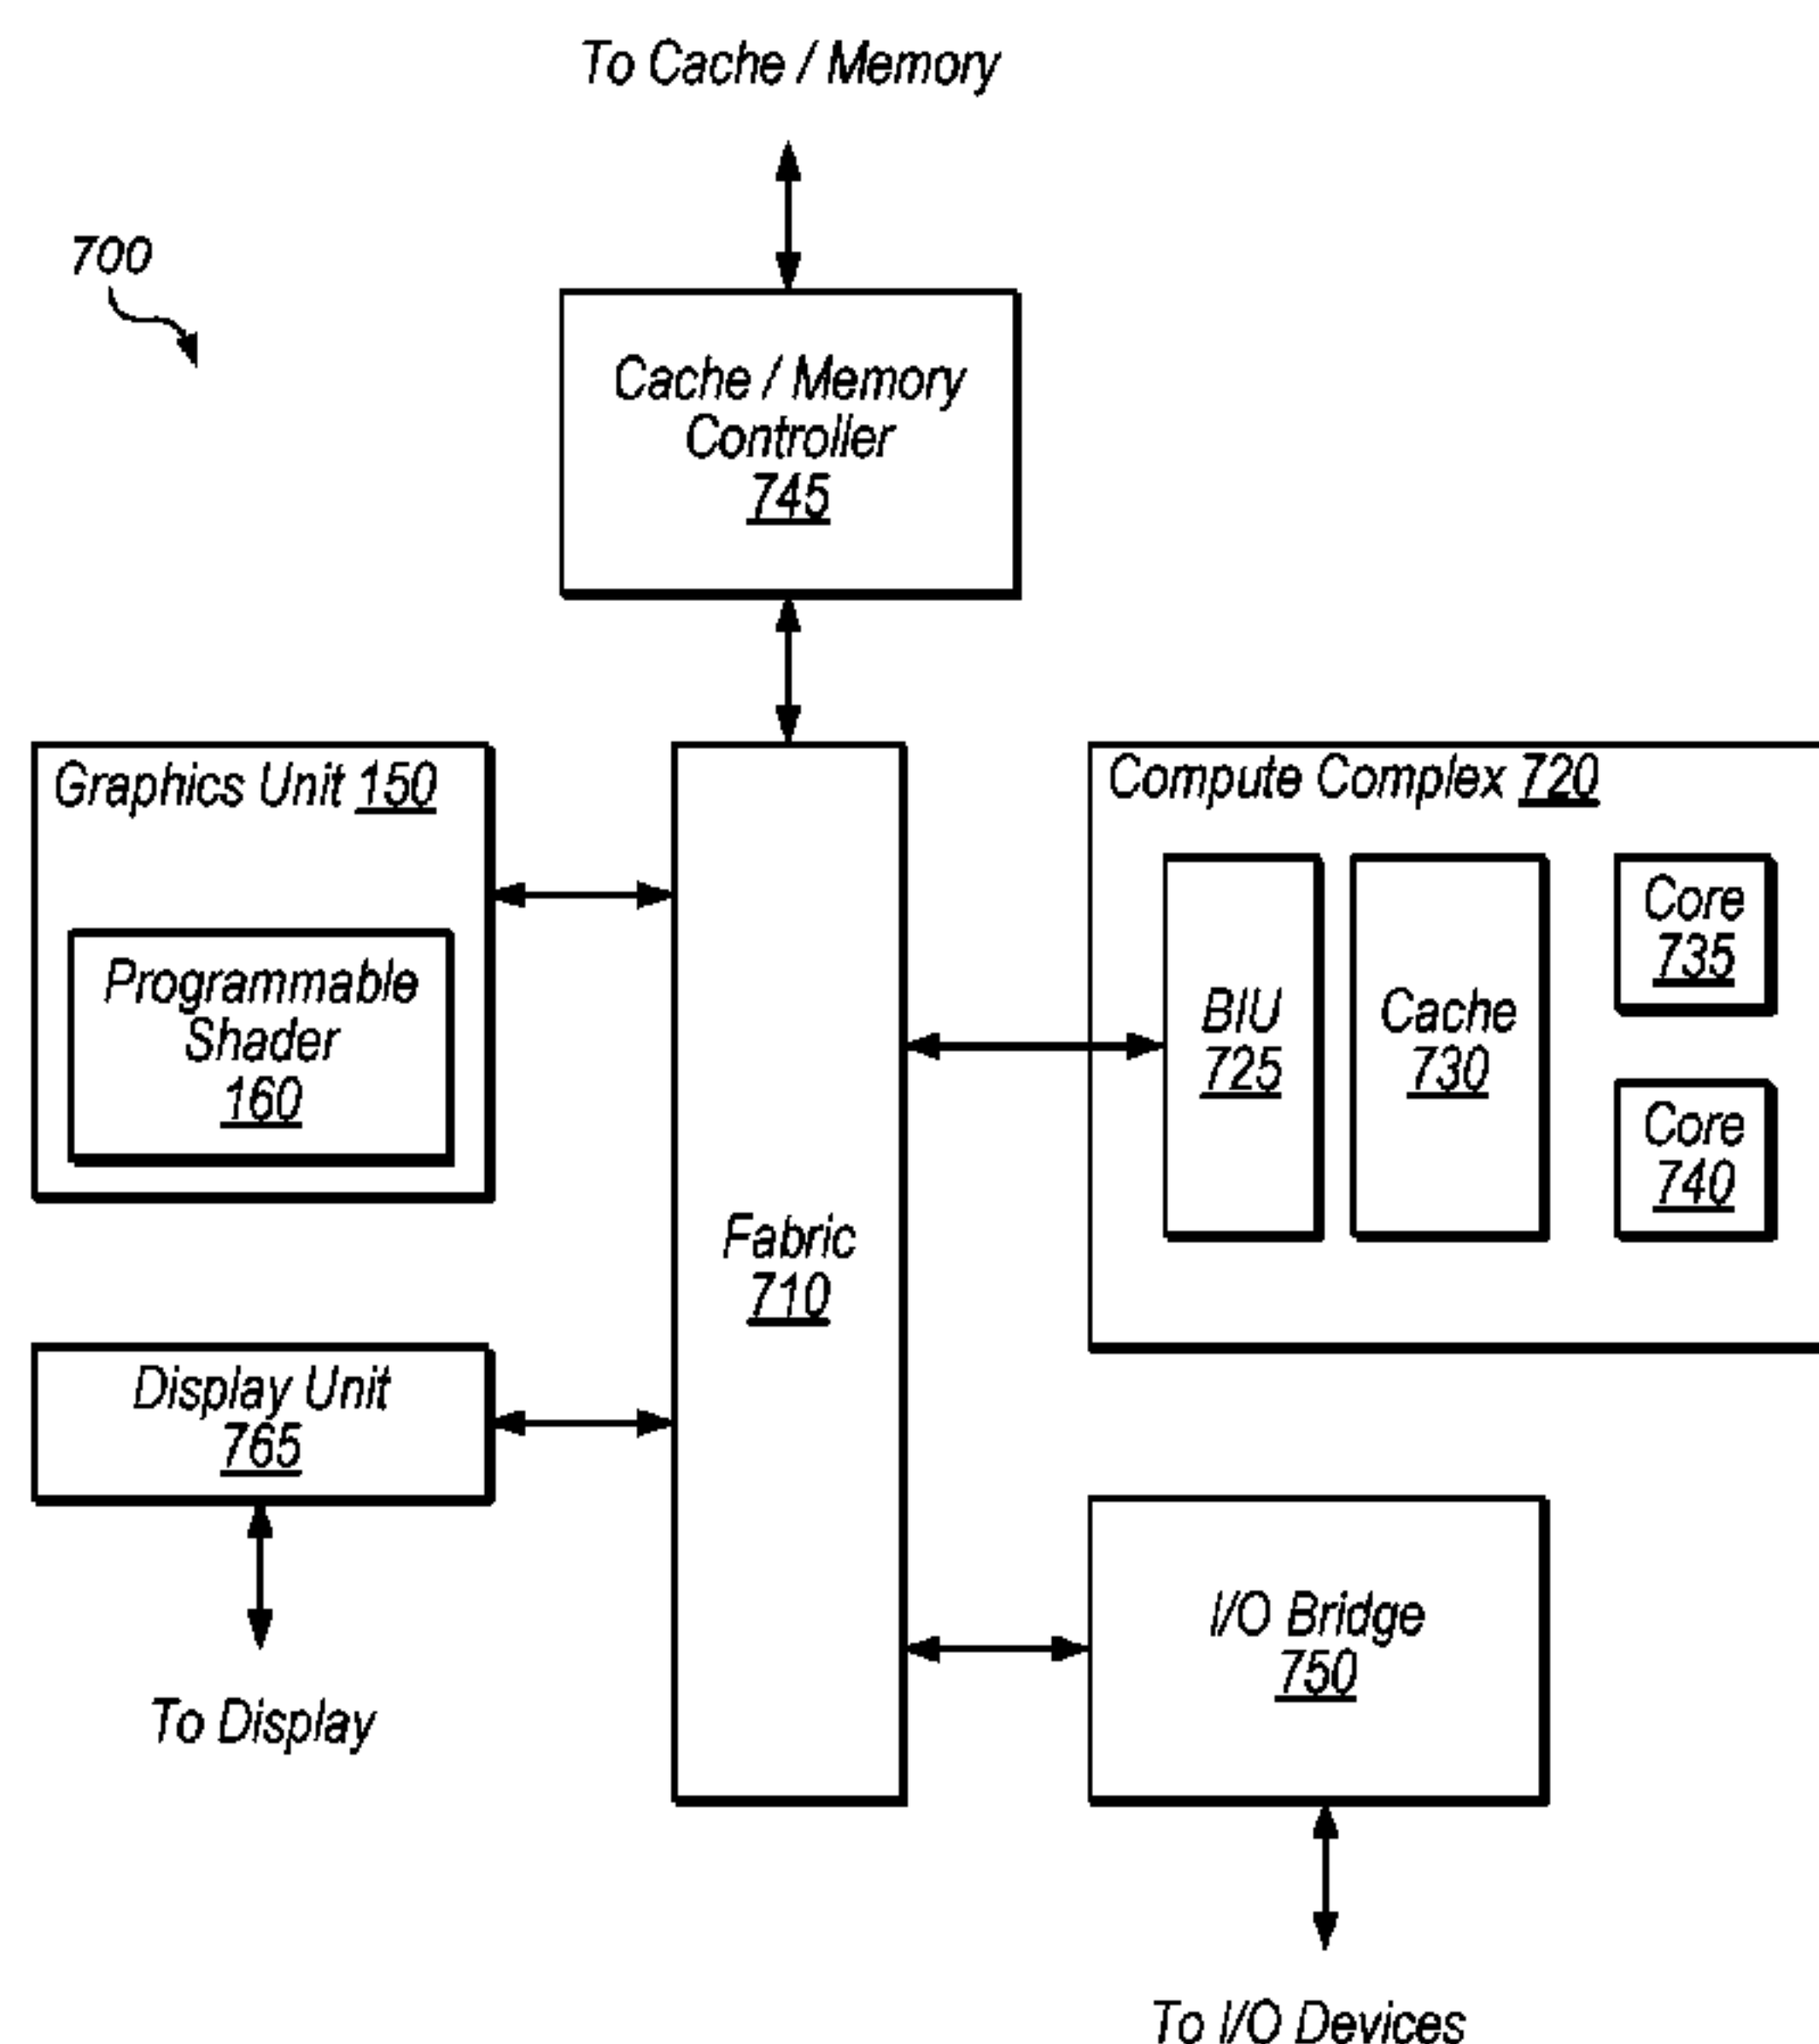 To Cache / Memory
700
Cache / Memory
Controller
745
Graphics Unit 150
Programmable
Shader
160
Fabric
710
Compute Complex 720
BIU
725
Cache
730
Core
735
Core
740
Display Unit
765
To Display
I/O Bridge
750
To I/O Devices